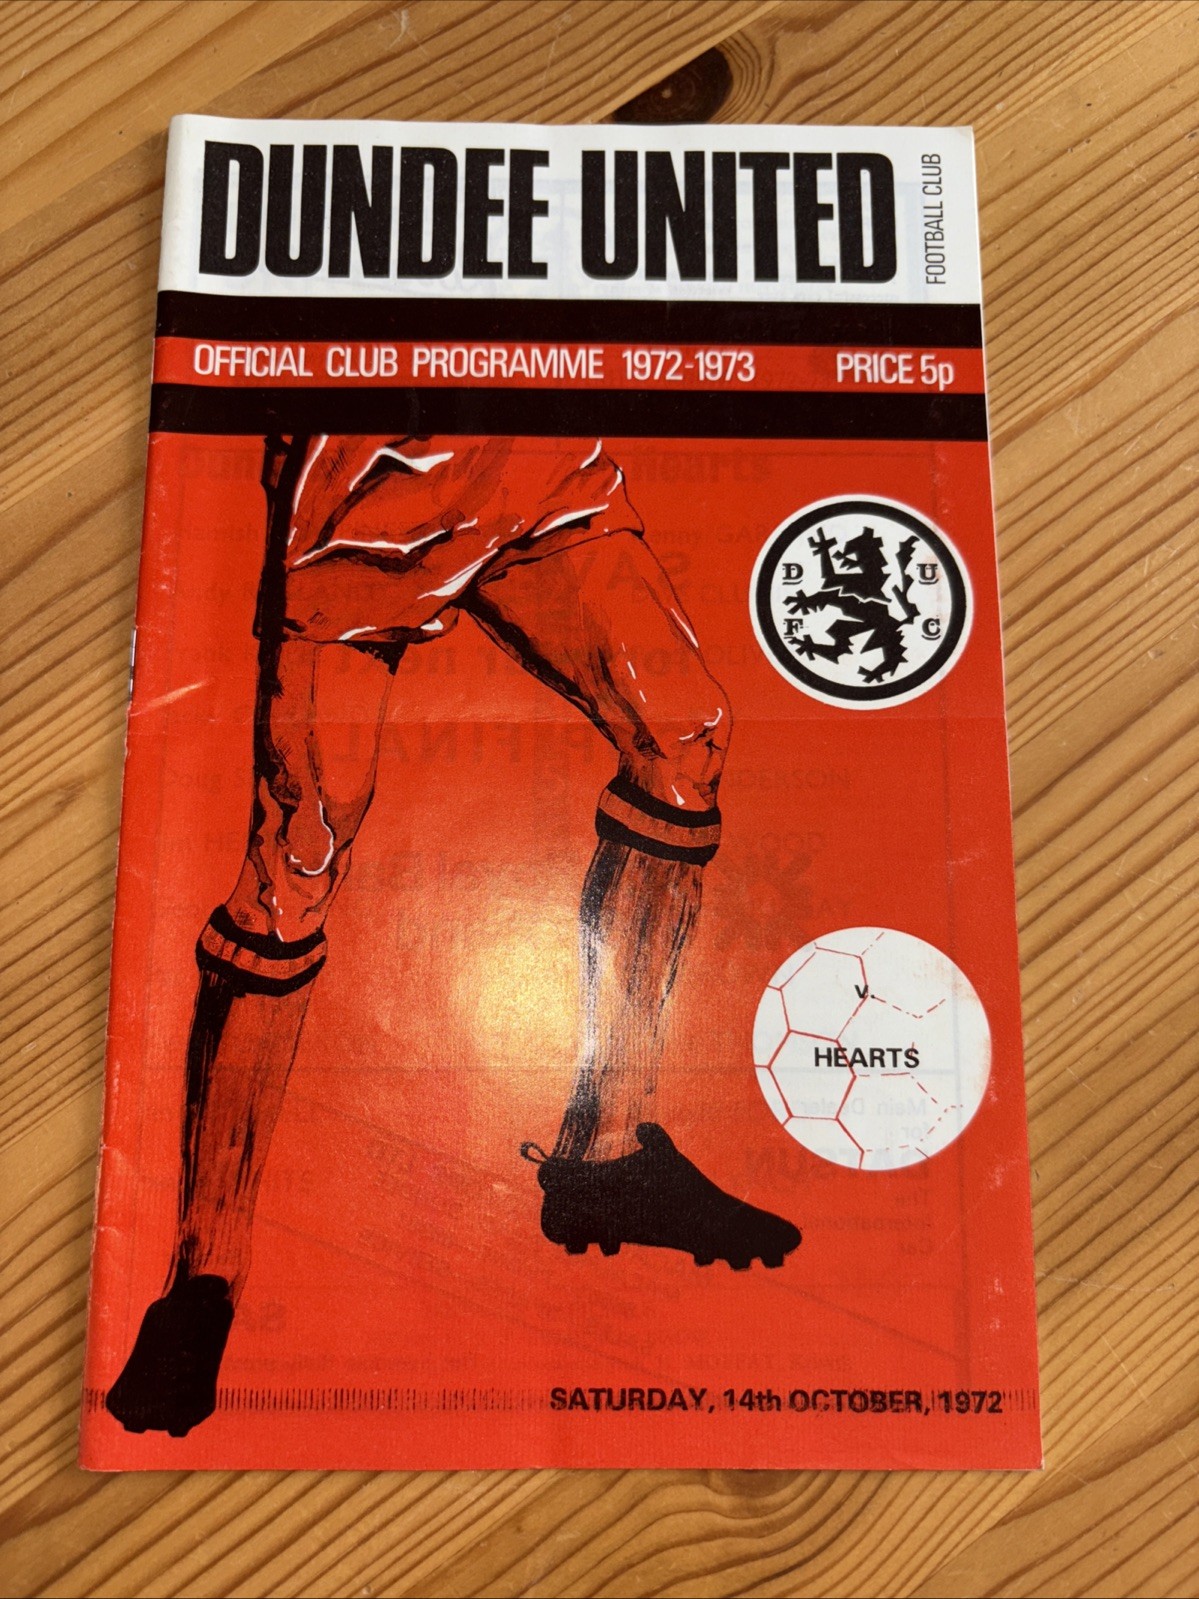 DUNDEE UNITED
FOOTBALL CLUB
OFFICIAL CLUB PROGRAMME 1972-1973 PRICE 5p
D U
F C
v.
HEARTS
SATURDAY, 14th OCTOBER, 1972